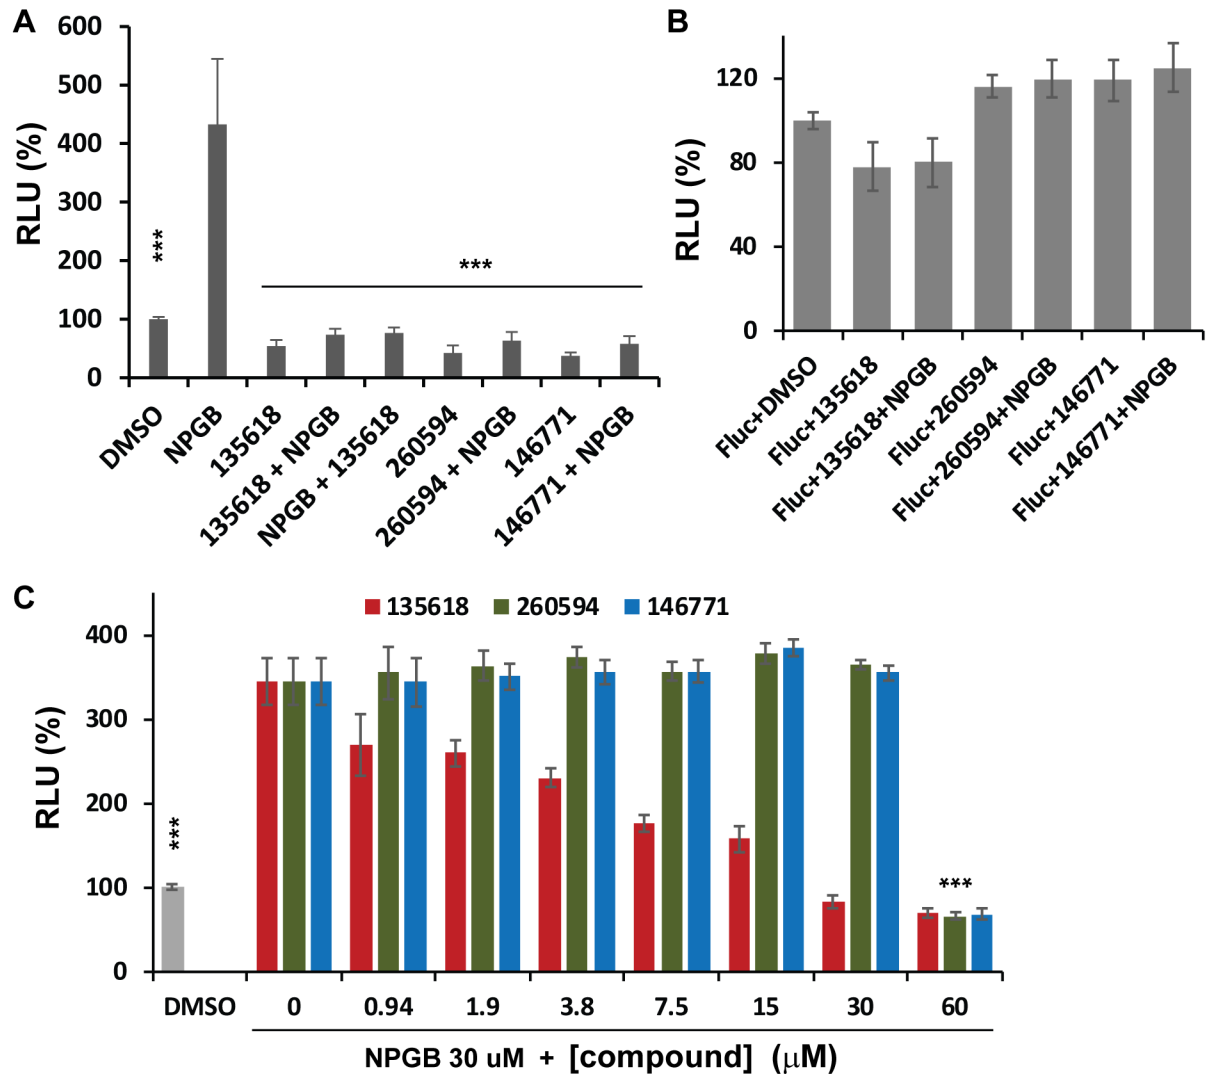 A
600
500
400
300
200
100
0
RLU (%)
***
***
DMSO
NPGB
135618
135618 + NPGB
NPGB + 135618
260594
260594 + NPGB
146771
146771 + NPGB
B
120
80
40
0
RLU (%)
Fluc+DMSO
Fluc+135618
Fluc+135618+NPGB
Fluc+260594
Fluc+260594+NPGB
Fluc+146771
Fluc+146771+NPGB
C
135618 260594 146771
400
300
200
100
0
RLU (%)
***
***
DMSO 0 0.94 1.9 3.8 7.5 15 30 60
NPGB 30 uM + [compound] (μM)